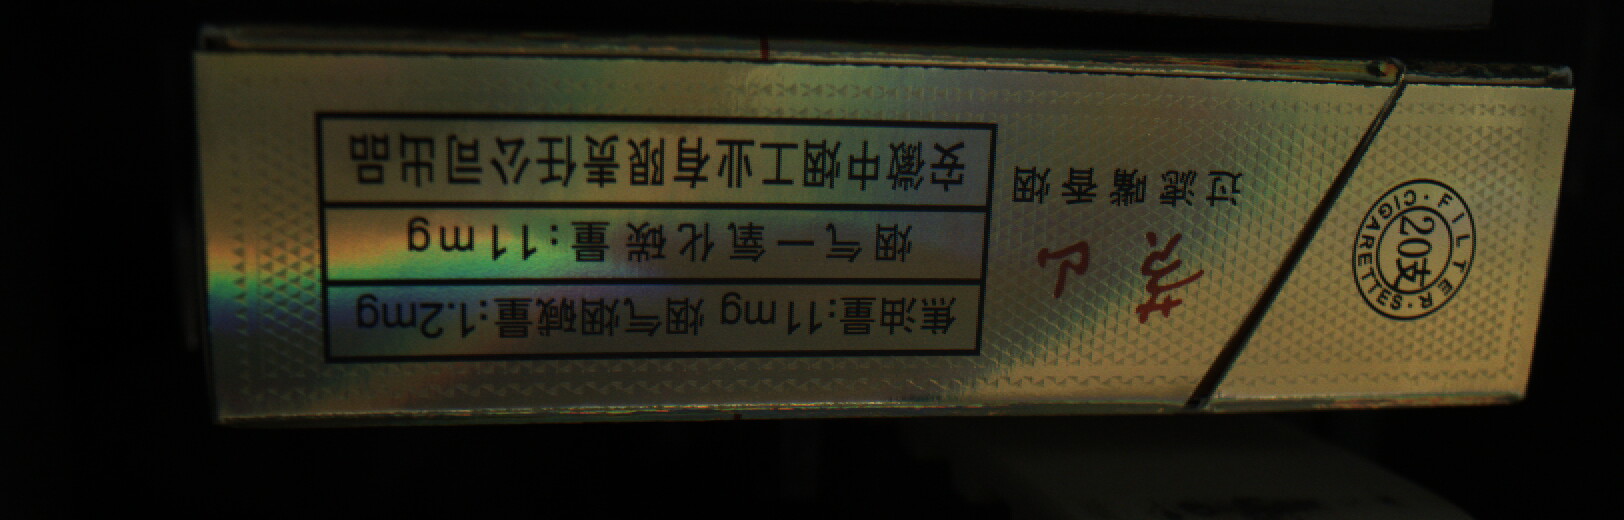 20支
FILTER·CIGARETTES·
黄山
过滤嘴香烟
焦油量:11mg 烟气烟碱量:1.2mg
烟气一氧化碳量:11mg
安徽中烟工业有限责任公司出品